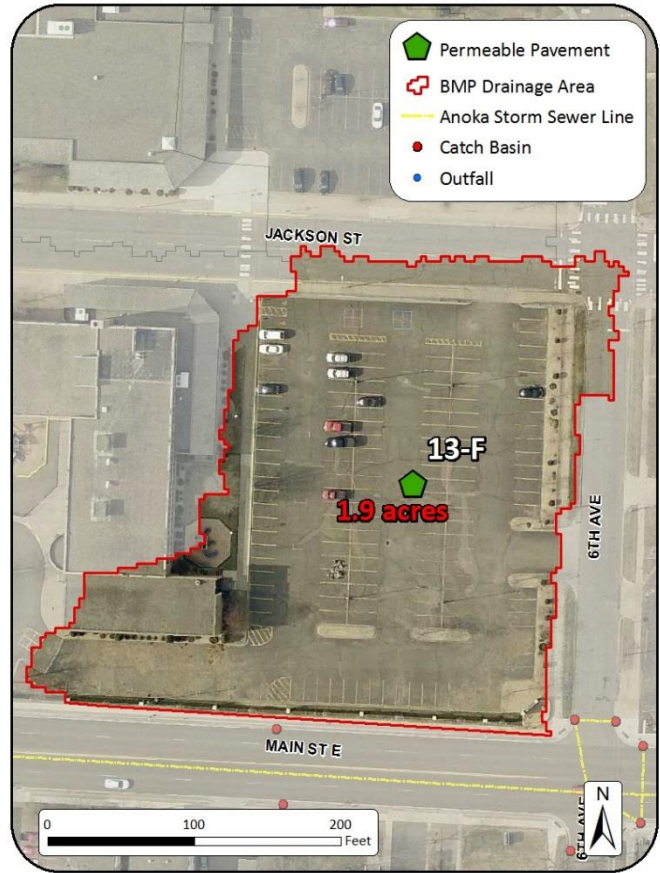 Permeable Pavement
BMP Drainage Area
Anoka Storm Sewer Line
Catch Basin
Outfall
JACKSON ST
13-F
1.9 acres
6TH AVE
MAIN ST E
6TH AVE
N
0 100 200
Feet